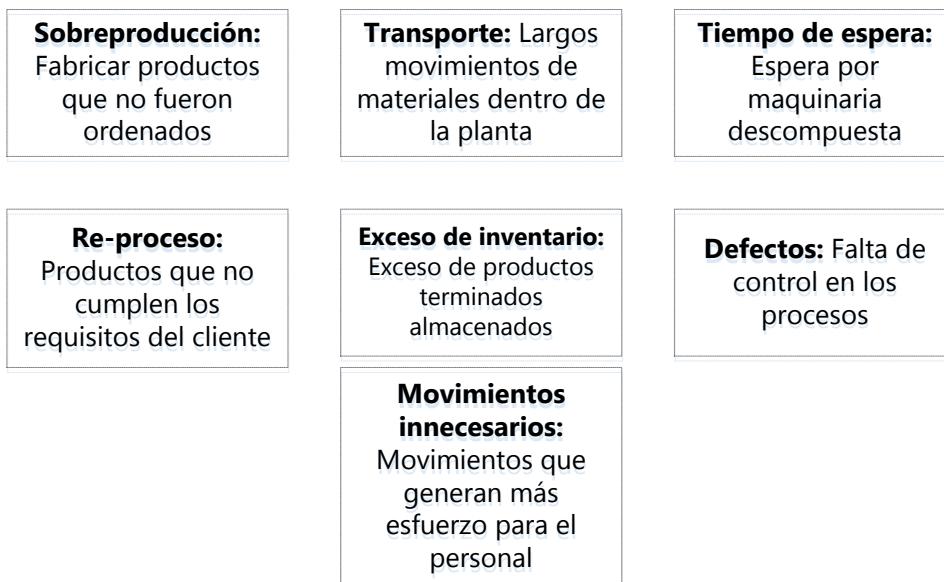 Sobreproducción:
Fabricar productos
que no fueron
ordenados
Transporte: Largos
movimientos de
materiales dentro de
la planta
Tiempo de espera:
Espera por
maquinaria
descompuesta
Re-proceso:
Productos que no
cumplen los
requisitos del cliente
Exceso de inventario:
Exceso de productos
terminados
almacenados
Defectos: Falta de
control en los
procesos
Movimientos
innecesarios:
Movimientos que
generan más
esfuerzo para el
personal